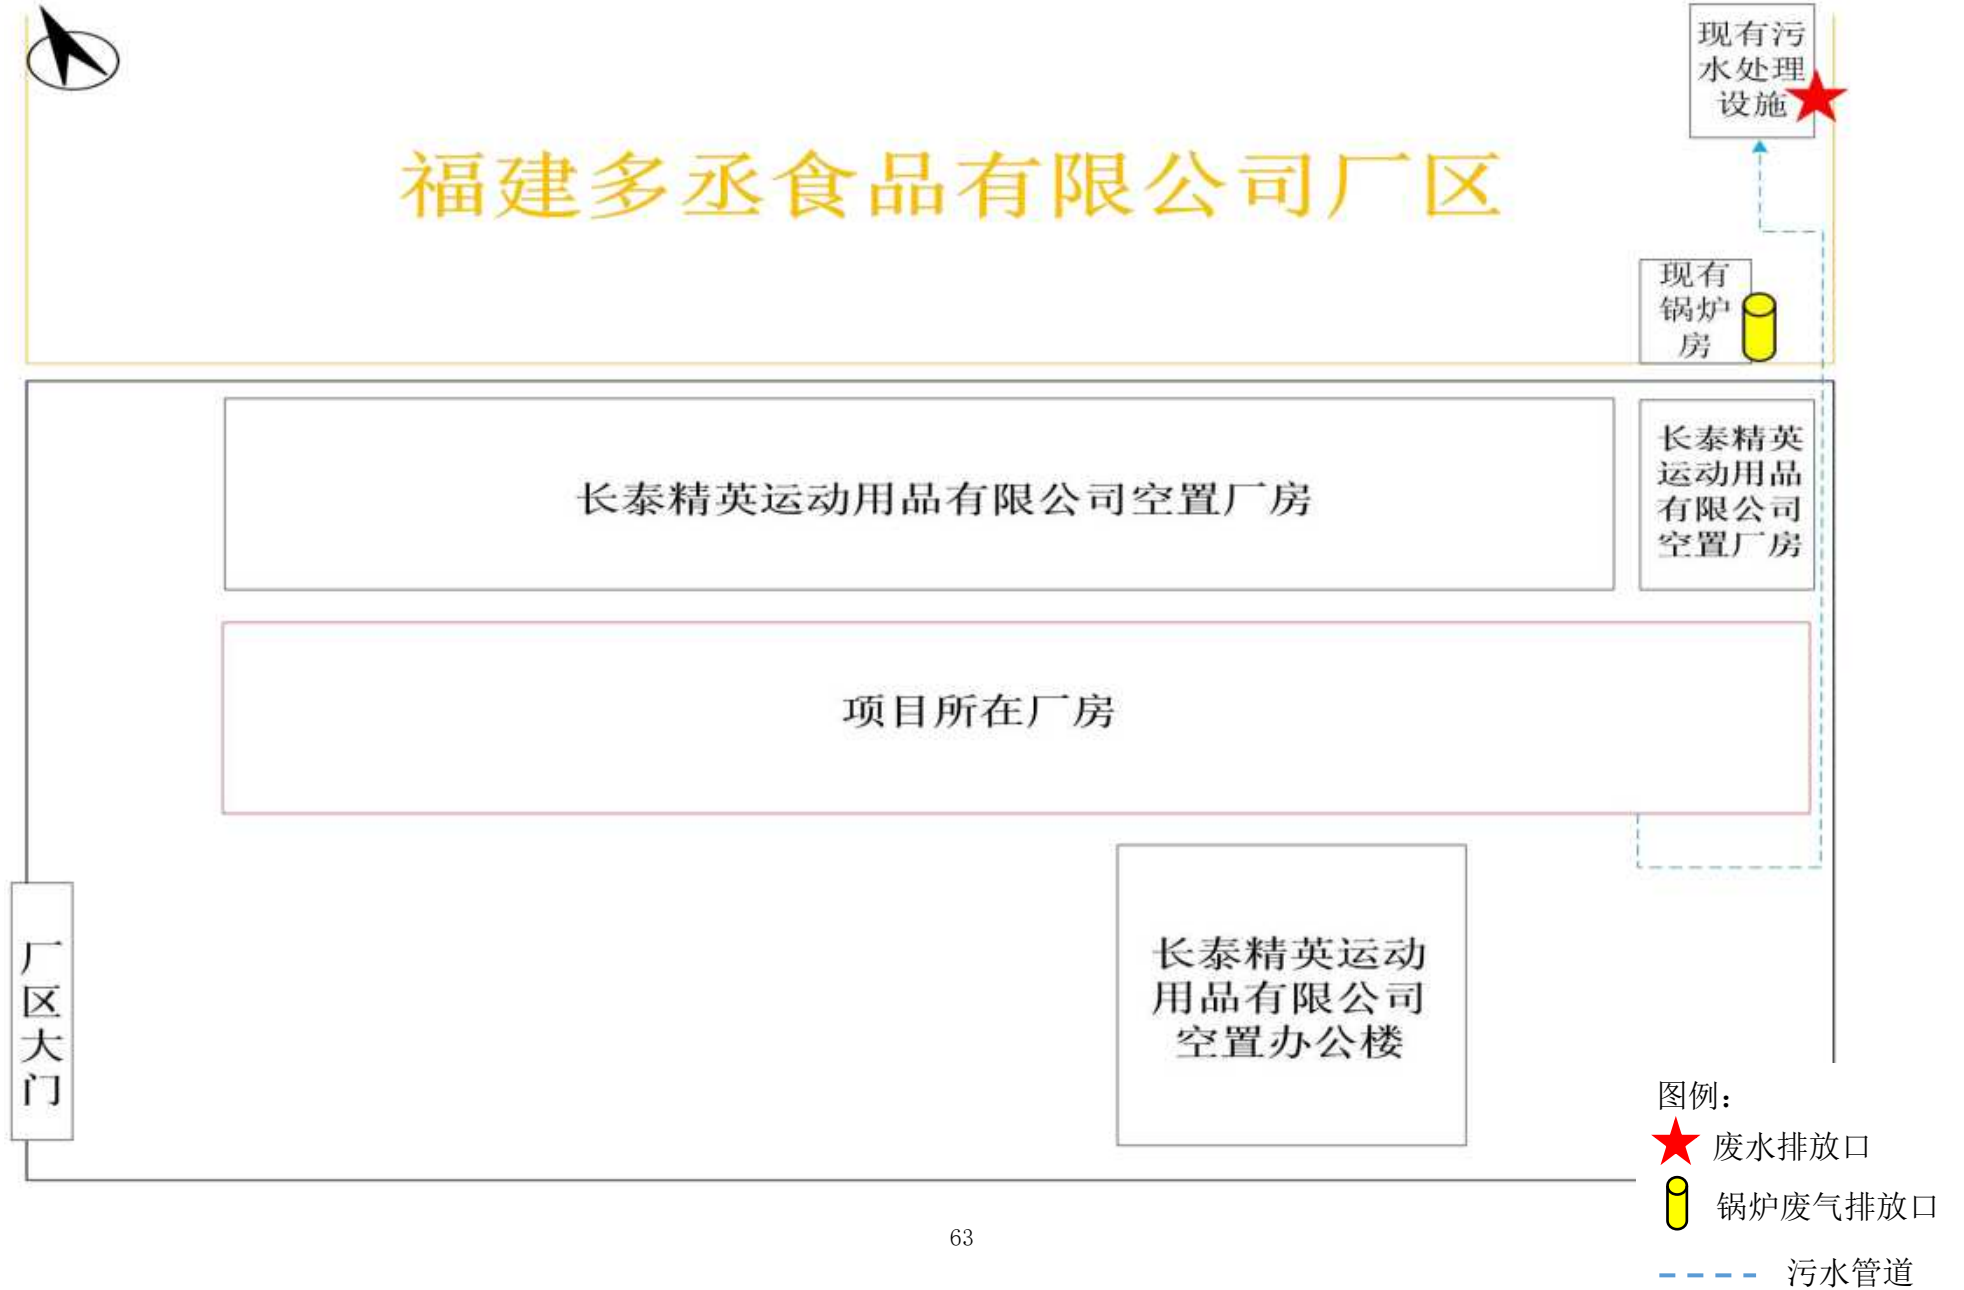 现有污
水处理
设施
福建多丞食品有限公司厂区
现有
锅炉
房
长泰精英运动用品有限公司空置厂房
长泰精英
运动用品
有限公司
空置厂房
项目所在厂房
长泰精英运动
用品有限公司
空置办公楼
厂
区
大
门
图例：
废水排放口
锅炉废气排放口
污水管道
63